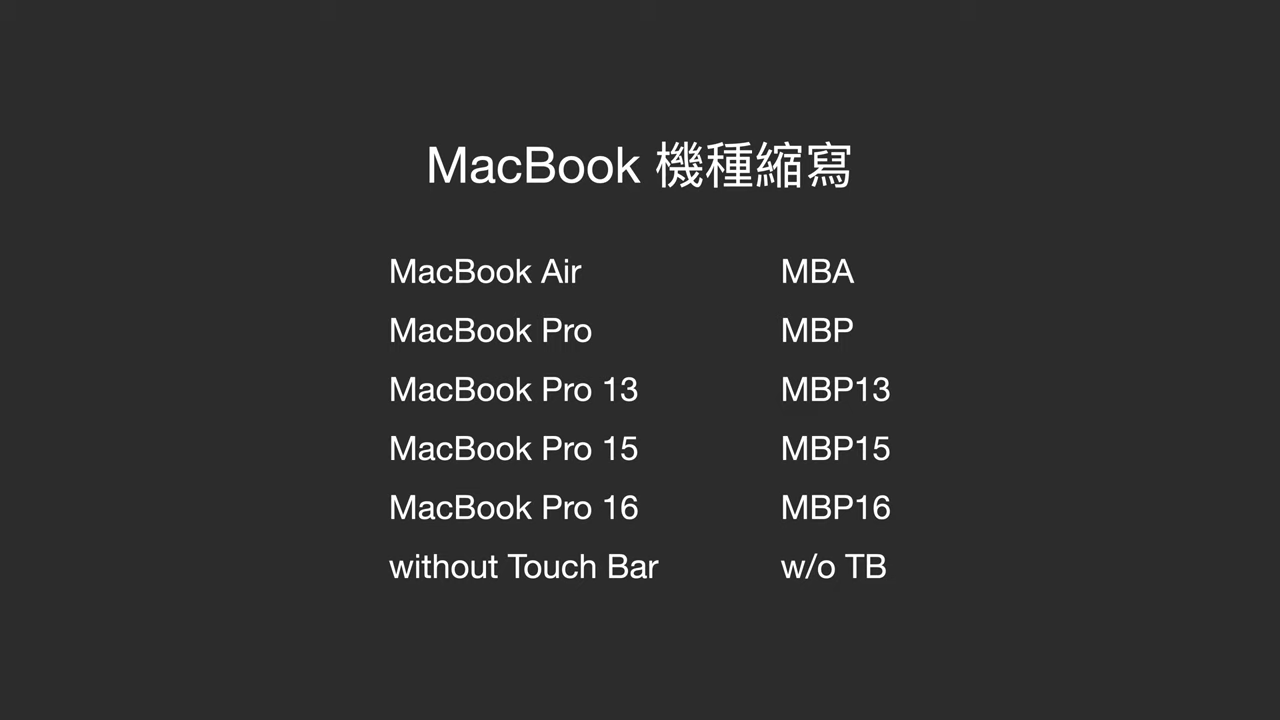 MacBook 機種縮寫
MacBook Air MBA
MacBook Pro MBP
MacBook Pro 13 MBP13
MacBook Pro 15 MBP15
MacBook Pro 16 MBP16
without Touch Bar w/o TB